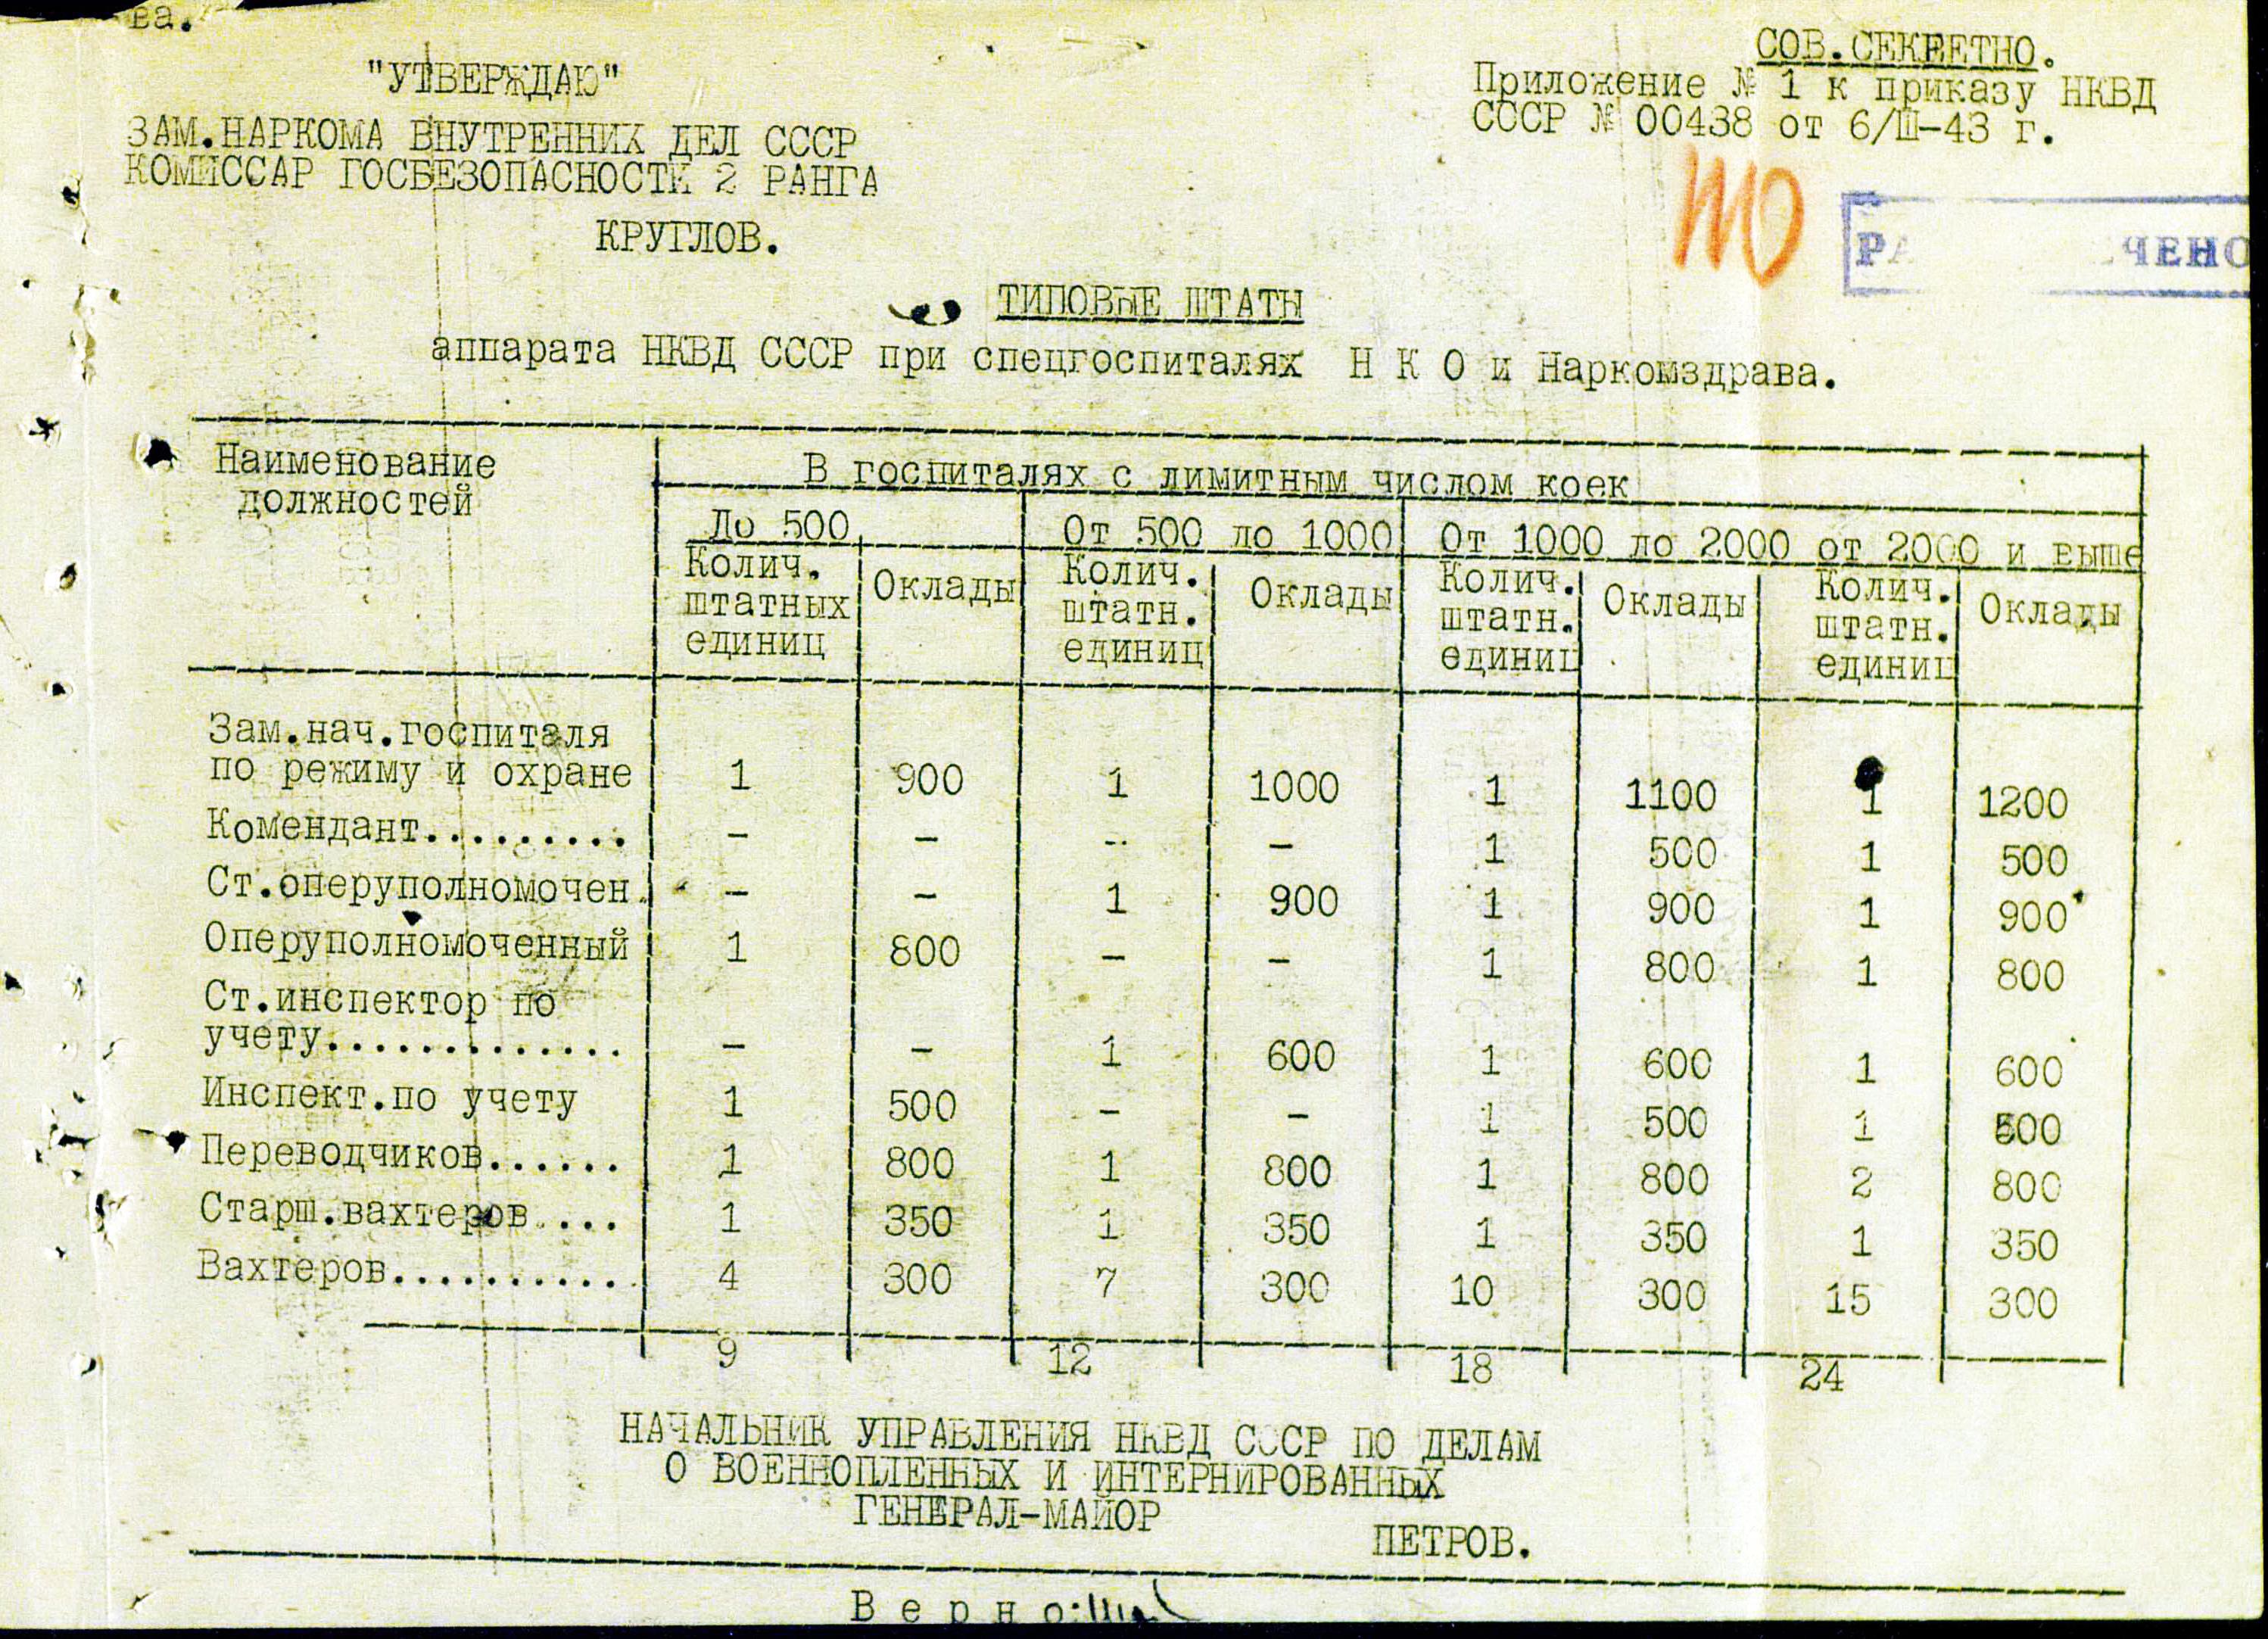 ва.
СОВ.СЕКРЕТНО.
Приложение № 1 к приказу НКВД
СССР № 00438 от 6/Ш-43 г.
"УТВЕРЖДАЮ"
ЗАМ.НАРКОМА ВНУТРЕННИХ ДЕЛ СССР
КОМИССАР ГОСБЕЗОПАСНОСТИ 2 РАНГА
КРУГЛОВ.
ТИПОВЫЕ ШТАТЫ
аппарата НКВД СССР при спецгоспиталях Н К О и Наркомздрава.
Наименование должностей
В госпиталях с лимитным числом коек
До 500 От 500 до 1000 От 1000 до 2000 от 2000 и выше
Колич. штатных единиц Оклады Колич. штатн. единиц Оклады Колич. штатн. единиц Оклады Колич. штатн. единиц Оклады
Зам.нач.госпиталя
по режиму и охране 1 900 1 1000 1 1100 1 1200
Комендант......... - - - - 1 500 1 500
Ст.оперуполномочен. - - 1 900 1 900 1 900
Оперуполномоченный 1 800 - - 1 800 1 800
Ст.инспектор по
учету............. - - 1 600 1 600 1 600
Инспект.по учету 1 500 - - 1 500 1 500
Переводчиков...... 1 800 1 800 1 800 2 800
Старш.вахтеров.... 1 350 1 350 1 350 1 350
Вахтеров.......... 4 300 7 300 10 300 15 300
9 12 18 24
НАЧАЛЬНИК УПРАВЛЕНИЯ НКВД СССР ПО ДЕЛАМ
О ВОЕННОПЛЕННЫХ И ИНТЕРНИРОВАННЫХ
ГЕНЕРАЛ-МАЙОР
ПЕТРОВ.
В е р н о: